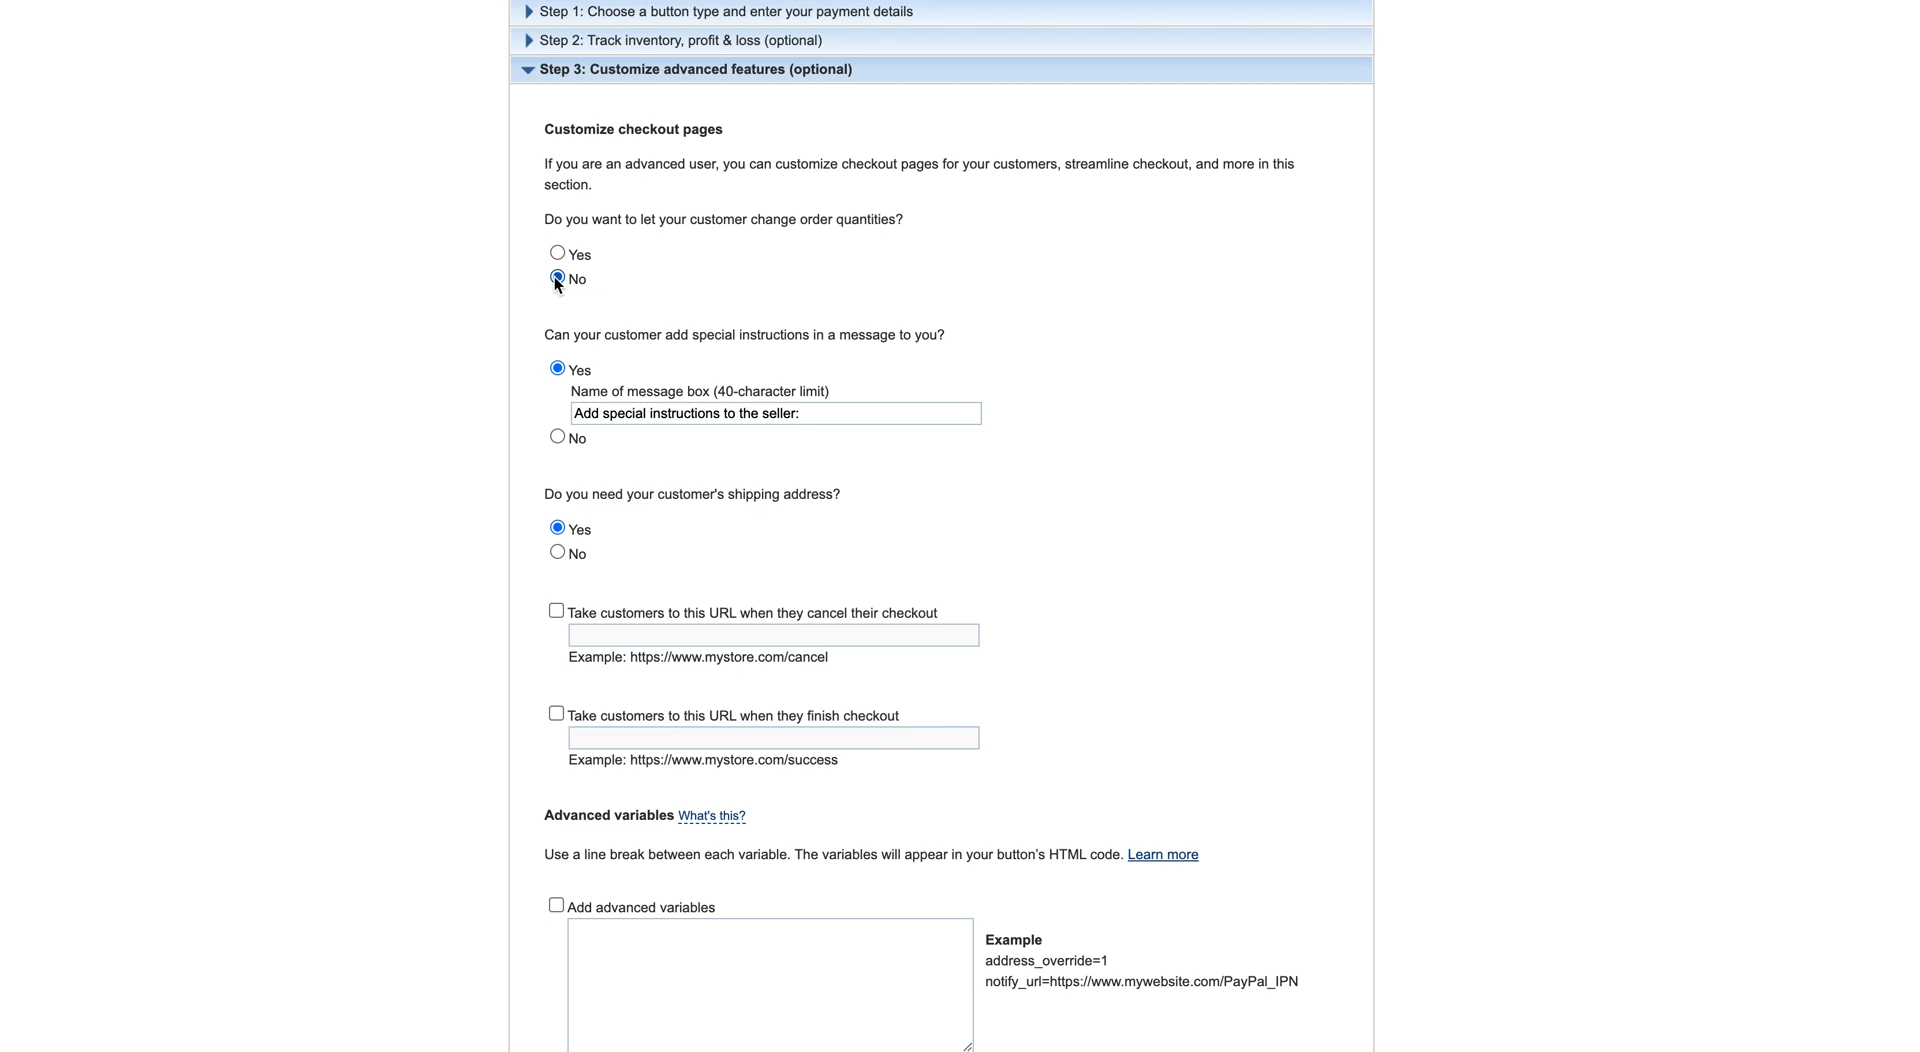 Step 1: Choose a button type and enter your payment details
Step 2: Track inventory, profit & loss (optional)
Step 3: Customize advanced features (optional)
Customize checkout pages
If you are an advanced user, you can customize checkout pages for your customers, streamline checkout, and more in this
section.
Do you want to let your customer change order quantities?
Yes
No
Can your customer add special instructions in a message to you?
Yes
Name of message box (40-character limit)
Add special instructions to the seller:
No
Do you need your customer's shipping address?
Yes
No
Take customers to this URL when they cancel their checkout
Example: https://www.mystore.com/cancel
Take customers to this URL when they finish checkout
Example: https://www.mystore.com/success
Advanced variables What's this?
Use a line break between each variable. The variables will appear in your button's HTML code. Learn more
Add advanced variables
Example
address_override=1
notify_url=https://www.mywebsite.com/PayPal_IPN